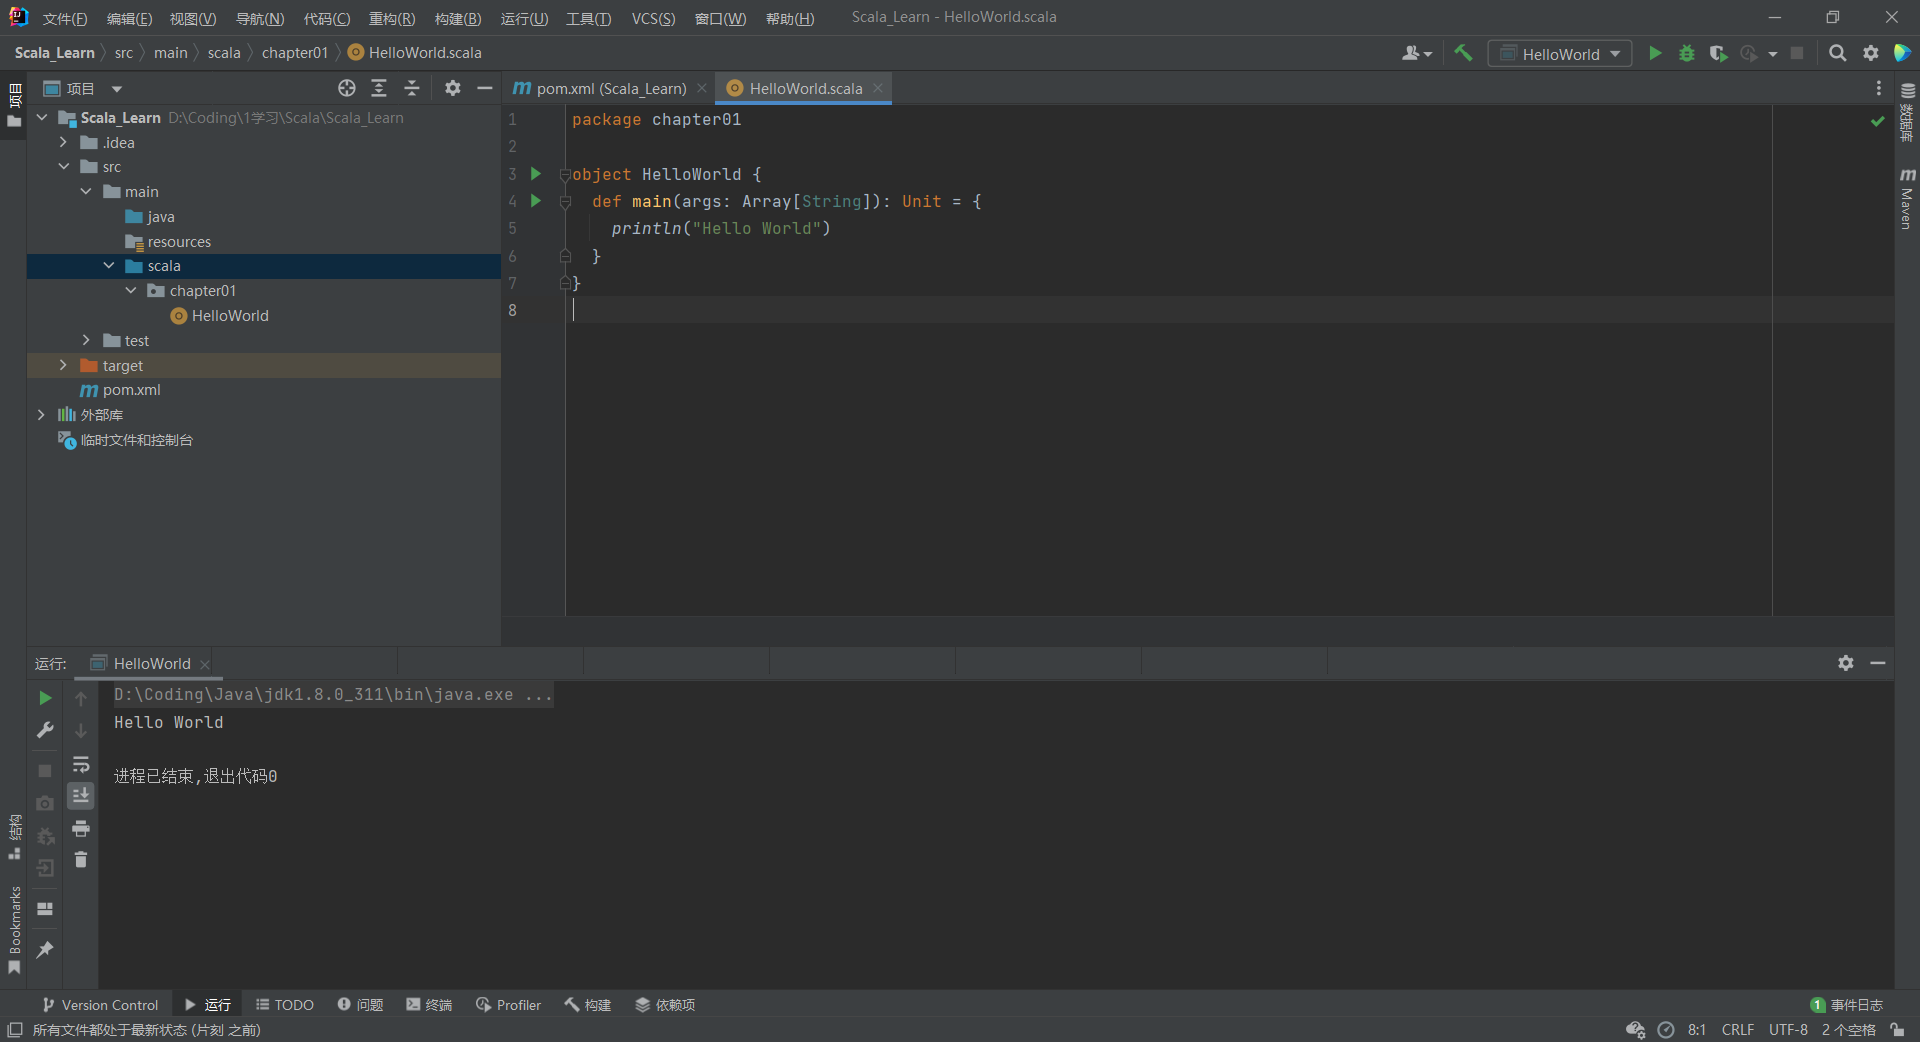 文件(F) 编辑(E) 视图(V) 导航(N) 代码(C) 重构(R) 构建(B) 运行(U) 工具(T) VCS(S) 窗口(W) 帮助(H) Scala_Learn - HelloWorld.scala
Scala_Learn src main scala chapter01 HelloWorld.scala HelloWorld
项目
项目
pom.xml (Scala_Learn) HelloWorld.scala
Scala_Learn D:\Coding\1学习\Scala\Scala_Learn
.idea
src
main
java
resources
scala
chapter01
HelloWorld
test
target
pom.xml
外部库
临时文件和控制台
1 package chapter01
2
3 object HelloWorld {
4 def main(args: Array[String]): Unit = {
5 println("Hello World")
6 }
7 }
8
数据库
Maven
运行: HelloWorld
D:\Coding\Java\jdk1.8.0_311\bin\java.exe ...
Hello World
进程已结束,退出代码0
结构
Bookmarks
Version Control 运行 TODO 问题 终端 Profiler 构建 依赖项 1 事件日志
所有文件都处于最新状态 (片刻 之前) 8:1 CRLF UTF-8 2 个空格